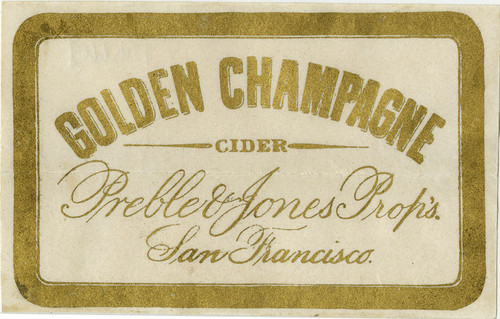 GOLDEN CHAMPAGNE
CIDER
Preble & Jones Prop's.
San Francisco.